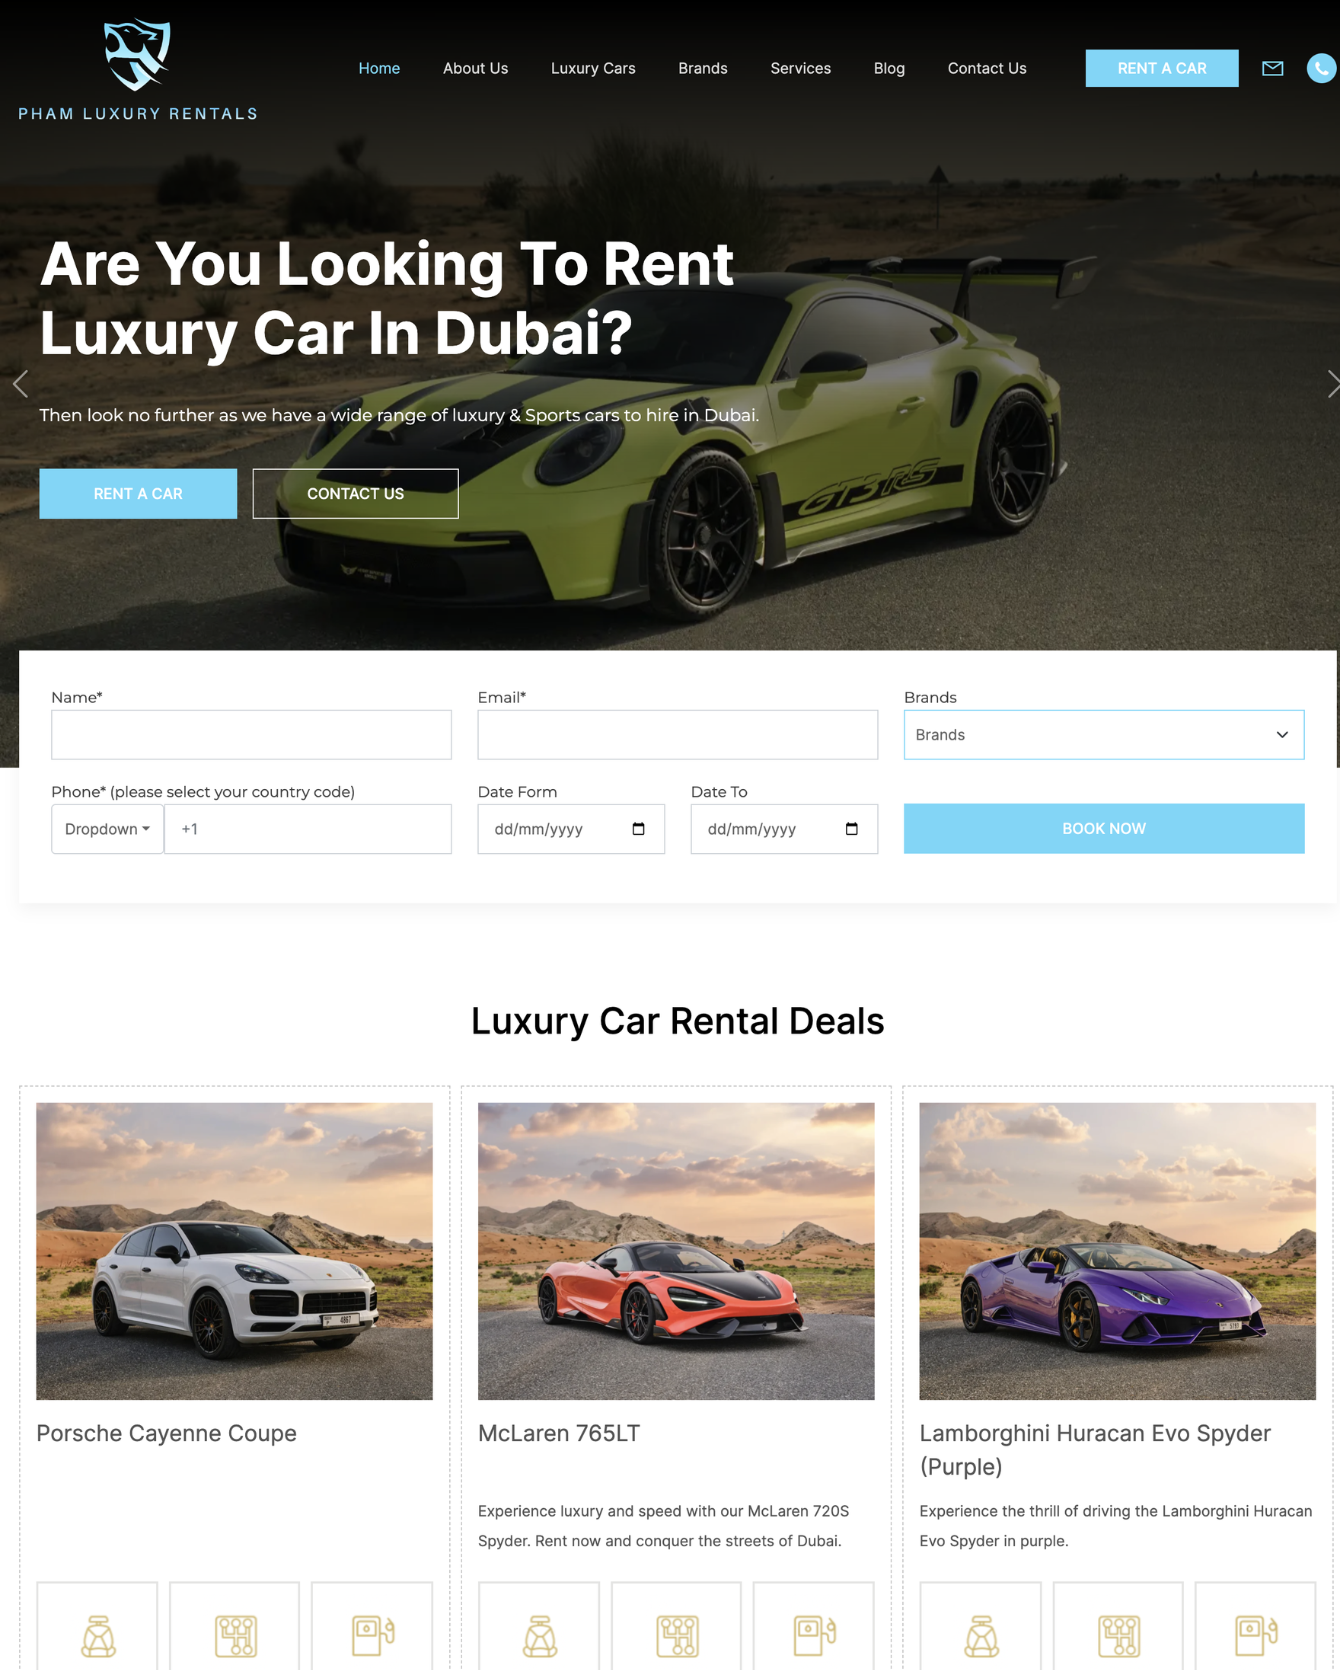 PHAM LUXURY RENTALS
Home About Us Luxury Cars Brands Services Blog Contact Us RENT A CAR
Are You Looking To Rent
Luxury Car In Dubai?
Then look no further as we have a wide range of luxury & Sports cars to hire in Dubai.
RENT A CAR CONTACT US
GT3 RS
Name* Email* Brands
Brands
Phone* (please select your country code) Date Form Date To
Dropdown +1 dd/mm/yyyy dd/mm/yyyy BOOK NOW
Luxury Car Rental Deals
Porsche Cayenne Coupe
McLaren 765LT
Experience luxury and speed with our McLaren 720S
Spyder. Rent now and conquer the streets of Dubai.
Lamborghini Huracan Evo Spyder
(Purple)
Experience the thrill of driving the Lamborghini Huracan
Evo Spyder in purple.